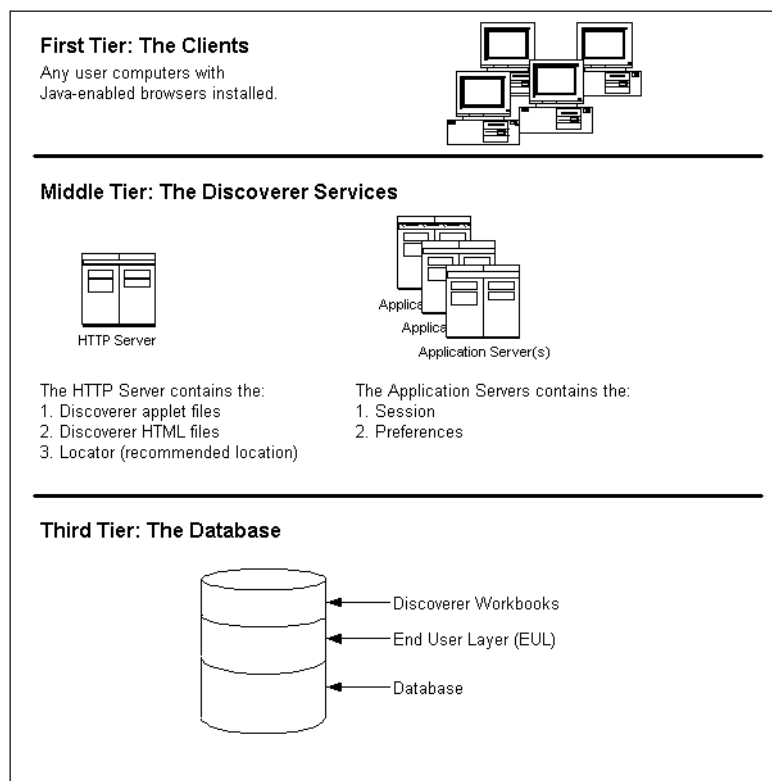 First Tier: The Clients
Any user computers with
Java-enabled browsers installed.
Middle Tier: The Discoverer Services
HTTP Server
Applica
Applica
Application Server(s)
The HTTP Server contains the:
1. Discoverer applet files
2. Discoverer HTML files
3. Locator (recommended location)
The Application Servers contains the:
1. Session
2. Preferences
Third Tier: The Database
Discoverer Workbooks
End User Layer (EUL)
Database